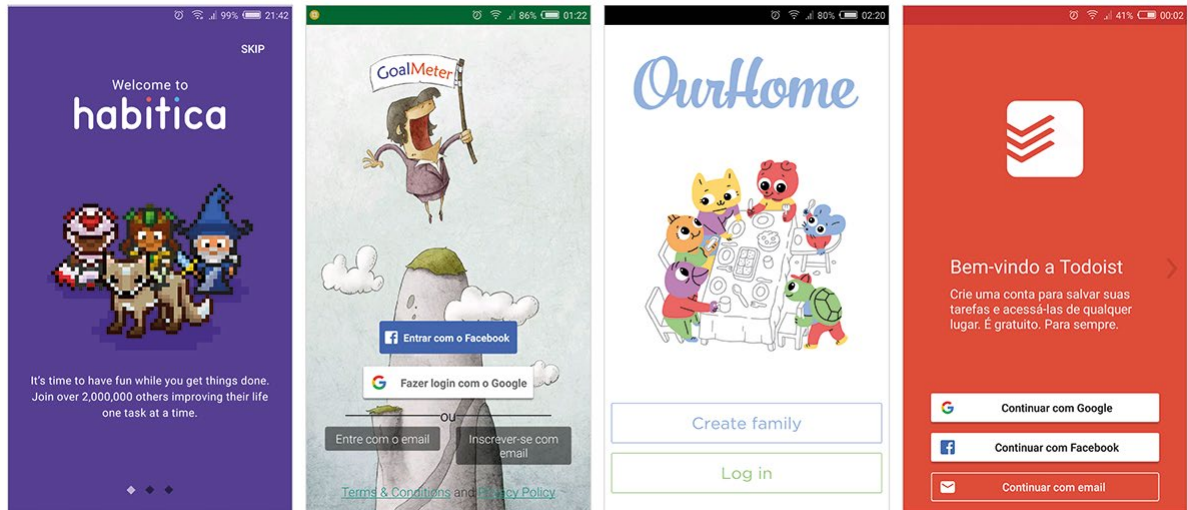 99% 21:42
SKIP
Welcome to
habitica
It's time to have fun while you get things done.
Join over 2,000,000 others improving their life
one task at a time.
86% 01:22
GoalMeter
Entrar com o Facebook
Fazer login com o Google
OU
Entre com o email
Inscrever-se com
email
Terms & Conditions and Privacy Policy
80% 02:20
OurHome
Create family
Log in
41% 00:02
Bem-vindo a Todoist
Crie uma conta para salvar suas
tarefas e acessá-las de qualquer
lugar. É gratuito. Para sempre.
Continuar com Google
Continuar com Facebook
Continuar com email